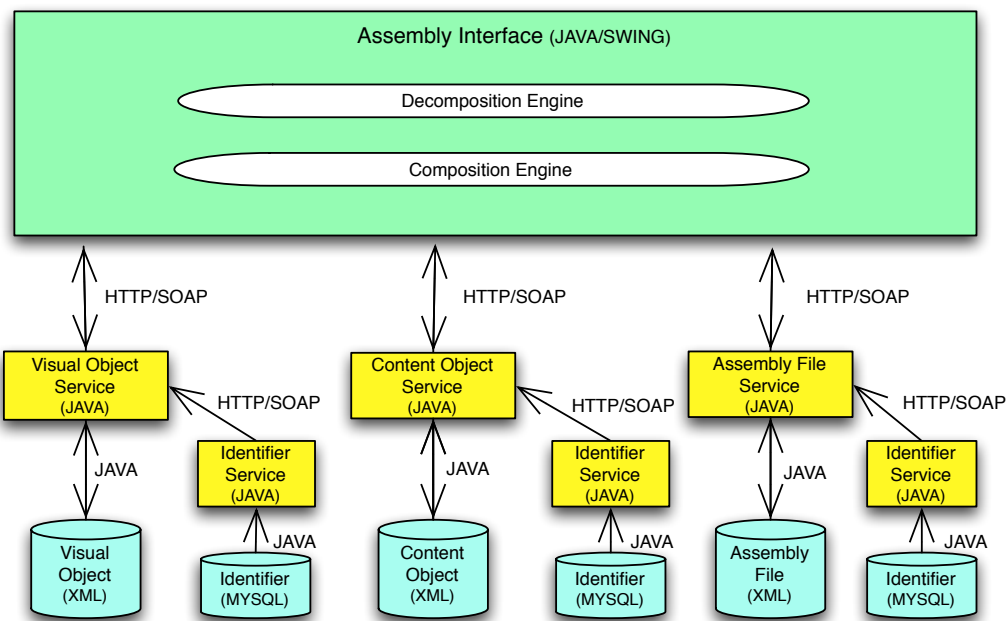 Assembly Interface (JAVA/SWING)
Decomposition Engine
Composition Engine
HTTP/SOAP
HTTP/SOAP
HTTP/SOAP
Visual Object
Service
(JAVA)
Content Object
Service
(JAVA)
Assembly File
Service
(JAVA)
HTTP/SOAP
HTTP/SOAP
HTTP/SOAP
JAVA
Identifier
Service
(JAVA)
JAVA
Identifier
Service
(JAVA)
JAVA
Identifier
Service
(JAVA)
Visual
Object
(XML)
JAVA
Identifier
(MYSQL)
Content
Object
(XML)
JAVA
Identifier
(MYSQL)
Assembly
File
(XML)
JAVA
Identifier
(MYSQL)